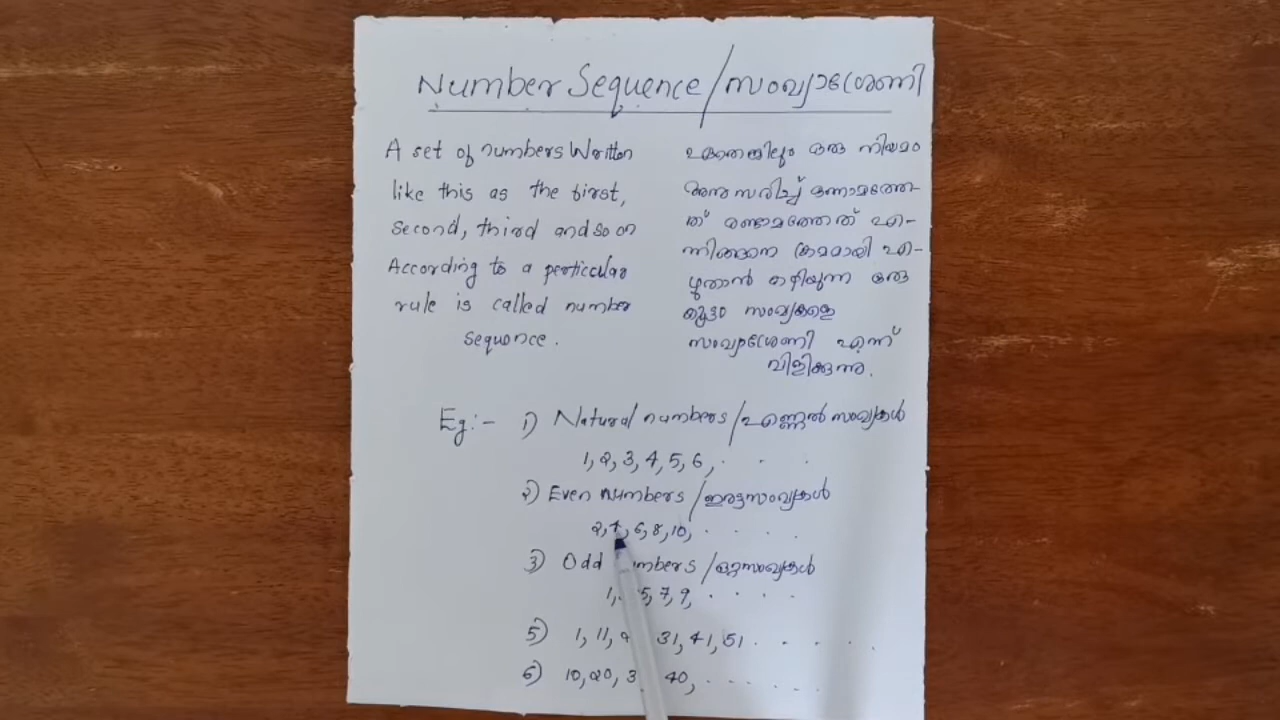 Number Sequence / സംഖ്യാശ്രേണി
A set of numbers Written
like this as the first,
Second, third and so on
According to a perticular
rule is called number
sequence.
ഏതെങ്കിലും ഒരു നിയമം
അനുസരിച്ച് ഒന്നാമത്തേ-
ത് രണ്ടാമത്തേത് എ-
ന്നിങ്ങനെ ക്രമമായി എ-
ഴുതാൻ കഴിയുന്ന ഒരു
കൂട്ടം സംഖ്യകളെ
സംഖ്യാശ്രേണി എന്ന്
വിളിക്കുന്നു.
Eg:- 1) Natural numbers / എണ്ണൽ സംഖ്യകൾ
1, 2, 3, 4, 5, 6, . . .
2) Even numbers / ഇരട്ടസംഖ്യകൾ
2, 4, 6, 8, 10, . . . .
3) Odd / ഒറ്റസംഖ്യകൾ
1, 5, 7, 9, . . . .
5) 1, 11, 31, 41, 51 . . . . .
6) 10, 20, 40, . . . . . .